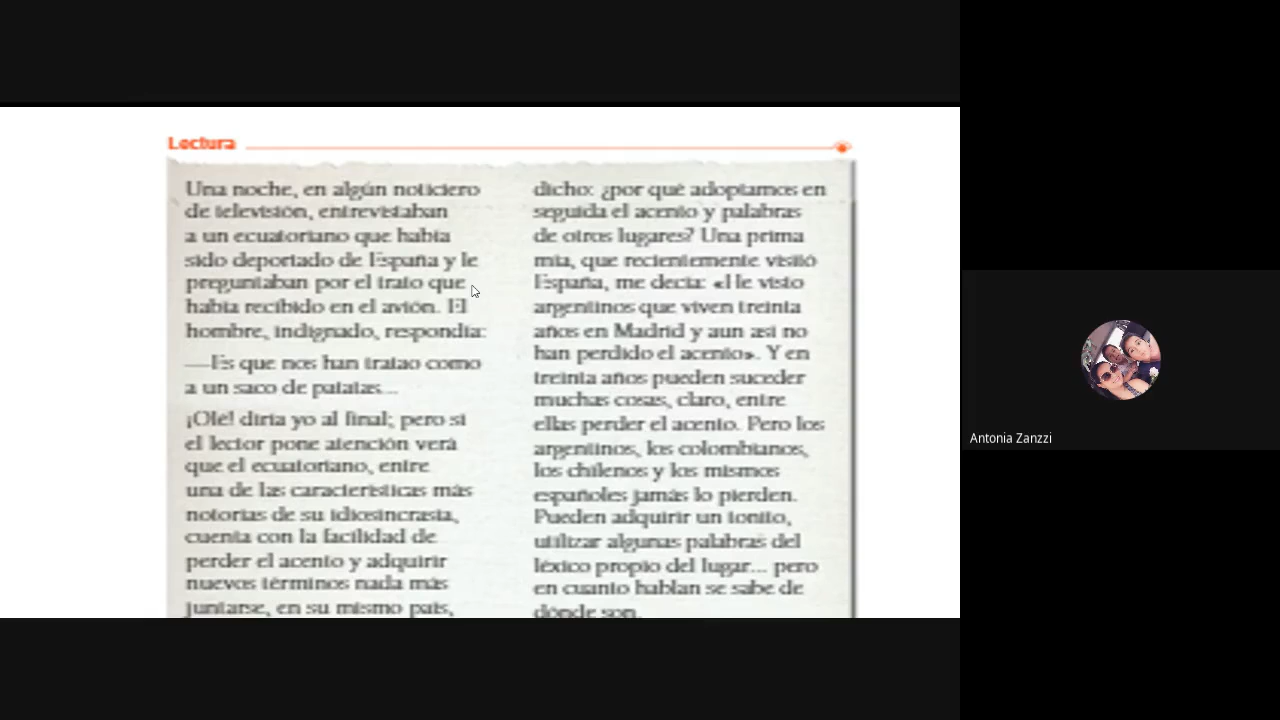 Lectura
Una noche, en algún noticiero
de televisión, entrevistaban
a un ecuatoriano que había
sido deportado de España y le
preguntaban por el trato que
había recibido en el avión. El
hombre, indignado, respondía:
—Es que nos han tratao como
a un saco de patatas...
¡Olé! diría yo al final; pero si
el lector pone atención verá
que el ecuatoriano, entre
una de las características más
notorias de su idiosincrasia,
cuenta con la facilidad de
perder el acento y adquirir
nuevos términos nada más
juntarse, en su mismo país,
dicho: ¿por qué adoptamos en
seguida el acento y palabras
de otros lugares? Una prima
mía, que recientemente visitó
España, me decía: «He visto
argentinos que viven treinta
años en Madrid y aun así no
han perdido el acento». Y en
treinta años pueden suceder
muchas cosas, claro, entre
ellas perder el acento. Pero los
argentinos, los colombianos,
los chilenos y los mismos
españoles jamás lo pierden.
Pueden adquirir un tonito,
utilizar algunas palabras del
léxico propio del lugar... pero
en cuanto hablan se sabe de
dónde son.
Antonia Zanzzi